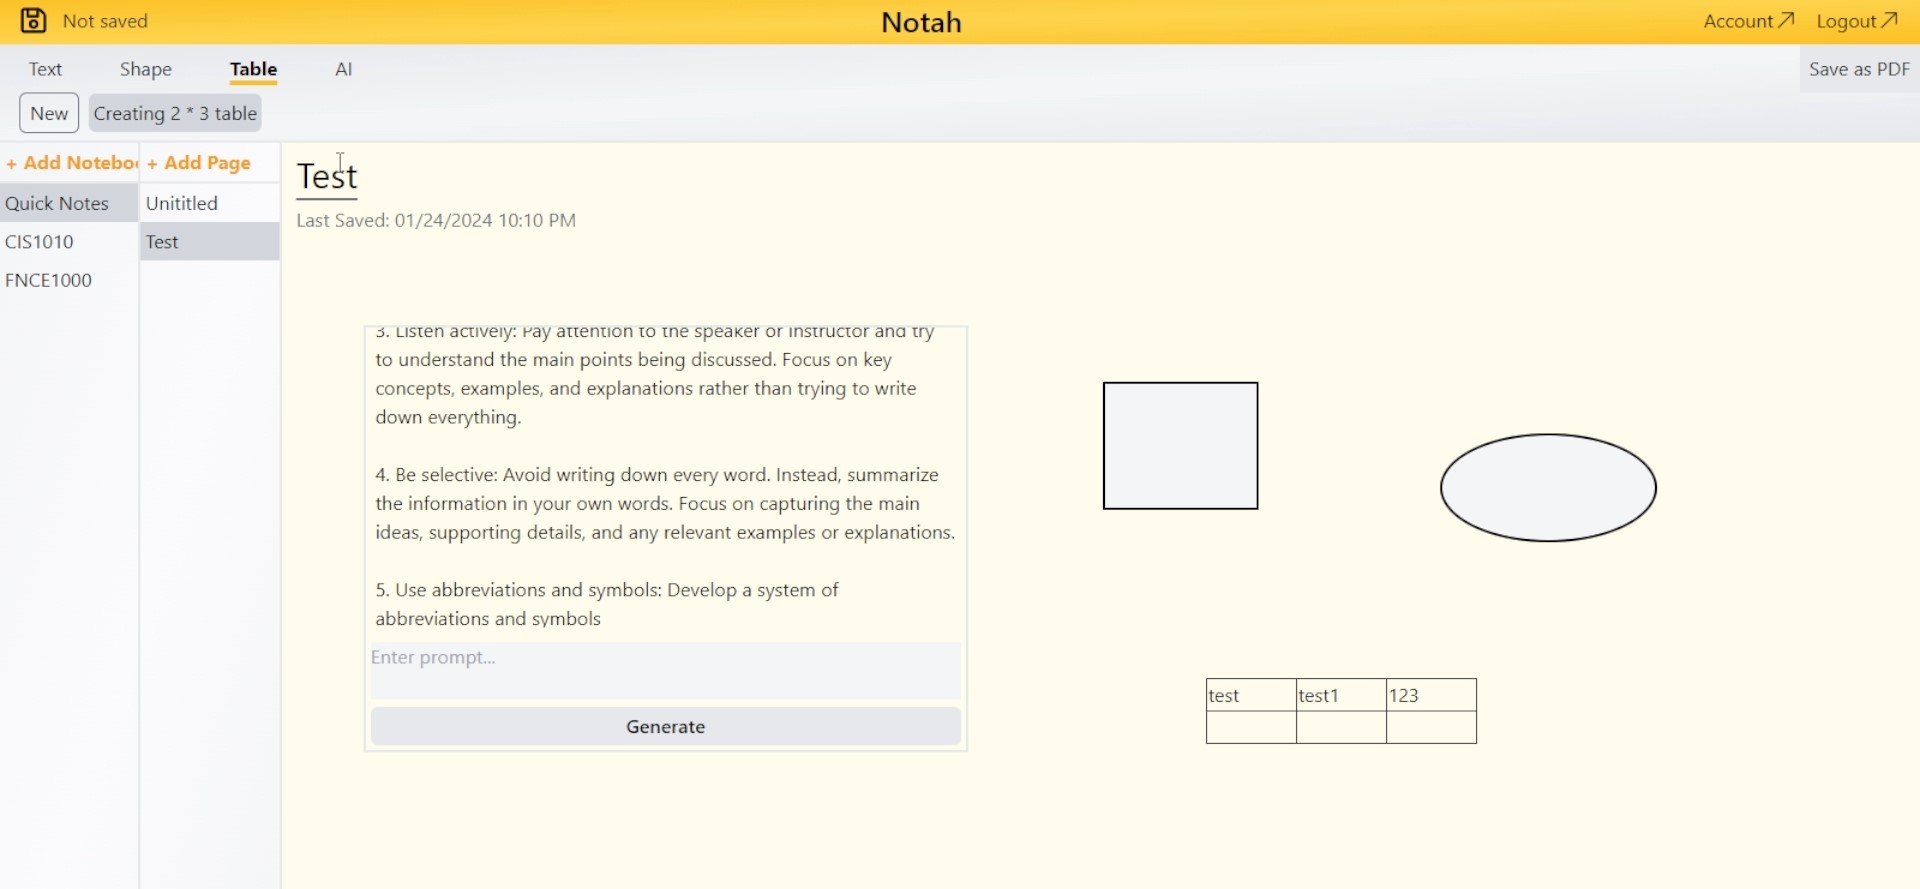 Not saved
Notah
Account
Logout
Text
Shape
Table
AI
Save as PDF
New
Creating 2 * 3 table
+ Add Noteboo
+ Add Page
Quick Notes
Unititled
CIS1010
Test
FNCE1000
Test
Last Saved: 01/24/2024 10:10 PM
3. Listen actively: Pay attention to the speaker or instructor and try
to understand the main points being discussed. Focus on key
concepts, examples, and explanations rather than trying to write
down everything.
4. Be selective: Avoid writing down every word. Instead, summarize
the information in your own words. Focus on capturing the main
ideas, supporting details, and any relevant examples or explanations.
5. Use abbreviations and symbols: Develop a system of
abbreviations and symbols
Enter prompt...
Generate
test test1 123